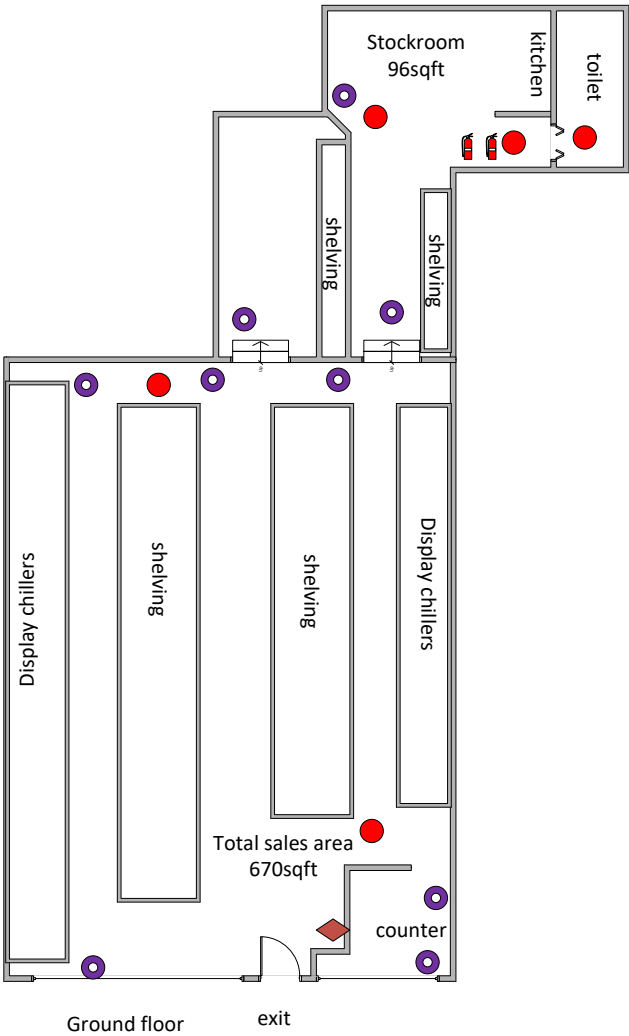 Stockroom
96sqft
kitchen
toilet
shelving
shelving
Display chillers
shelving
shelving
Display chillers
Total sales area
670sqft
counter
Ground floor
exit